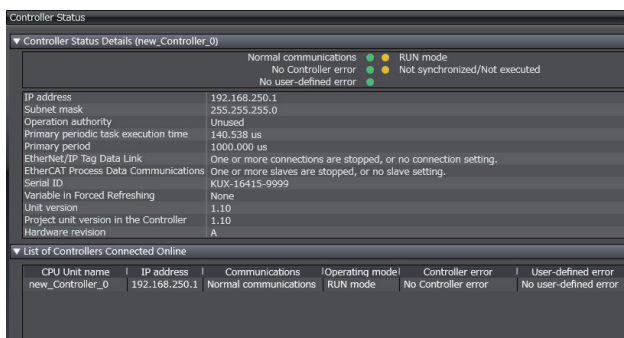 Controller Status
▼ Controller Status Details (new_Controller_0)
Normal communications RUN mode
No Controller error Not synchronized/Not executed
No user-defined error
IP address 192.168.250.1
Subnet mask 255.255.255.0
Operation authority Unused
Primary periodic task execution time 140.538 us
Primary period 1000.000 us
EtherNet/IP Tag Data Link One or more connections are stopped, or no connection setting.
EtherCAT Process Data Communications One or more slaves are stopped, or no slave setting.
Serial ID KUX-16415-9999
Variable in Forced Refreshing None
Unit version 1.10
Project unit version in the Controller 1.10
Hardware revision A
▼ List of Controllers Connected Online
CPU Unit name | IP address | Communications | Operating mode | Controller error | User-defined error
new_Controller_0 192.168.250.1 Normal communications RUN mode No Controller error No user-defined error